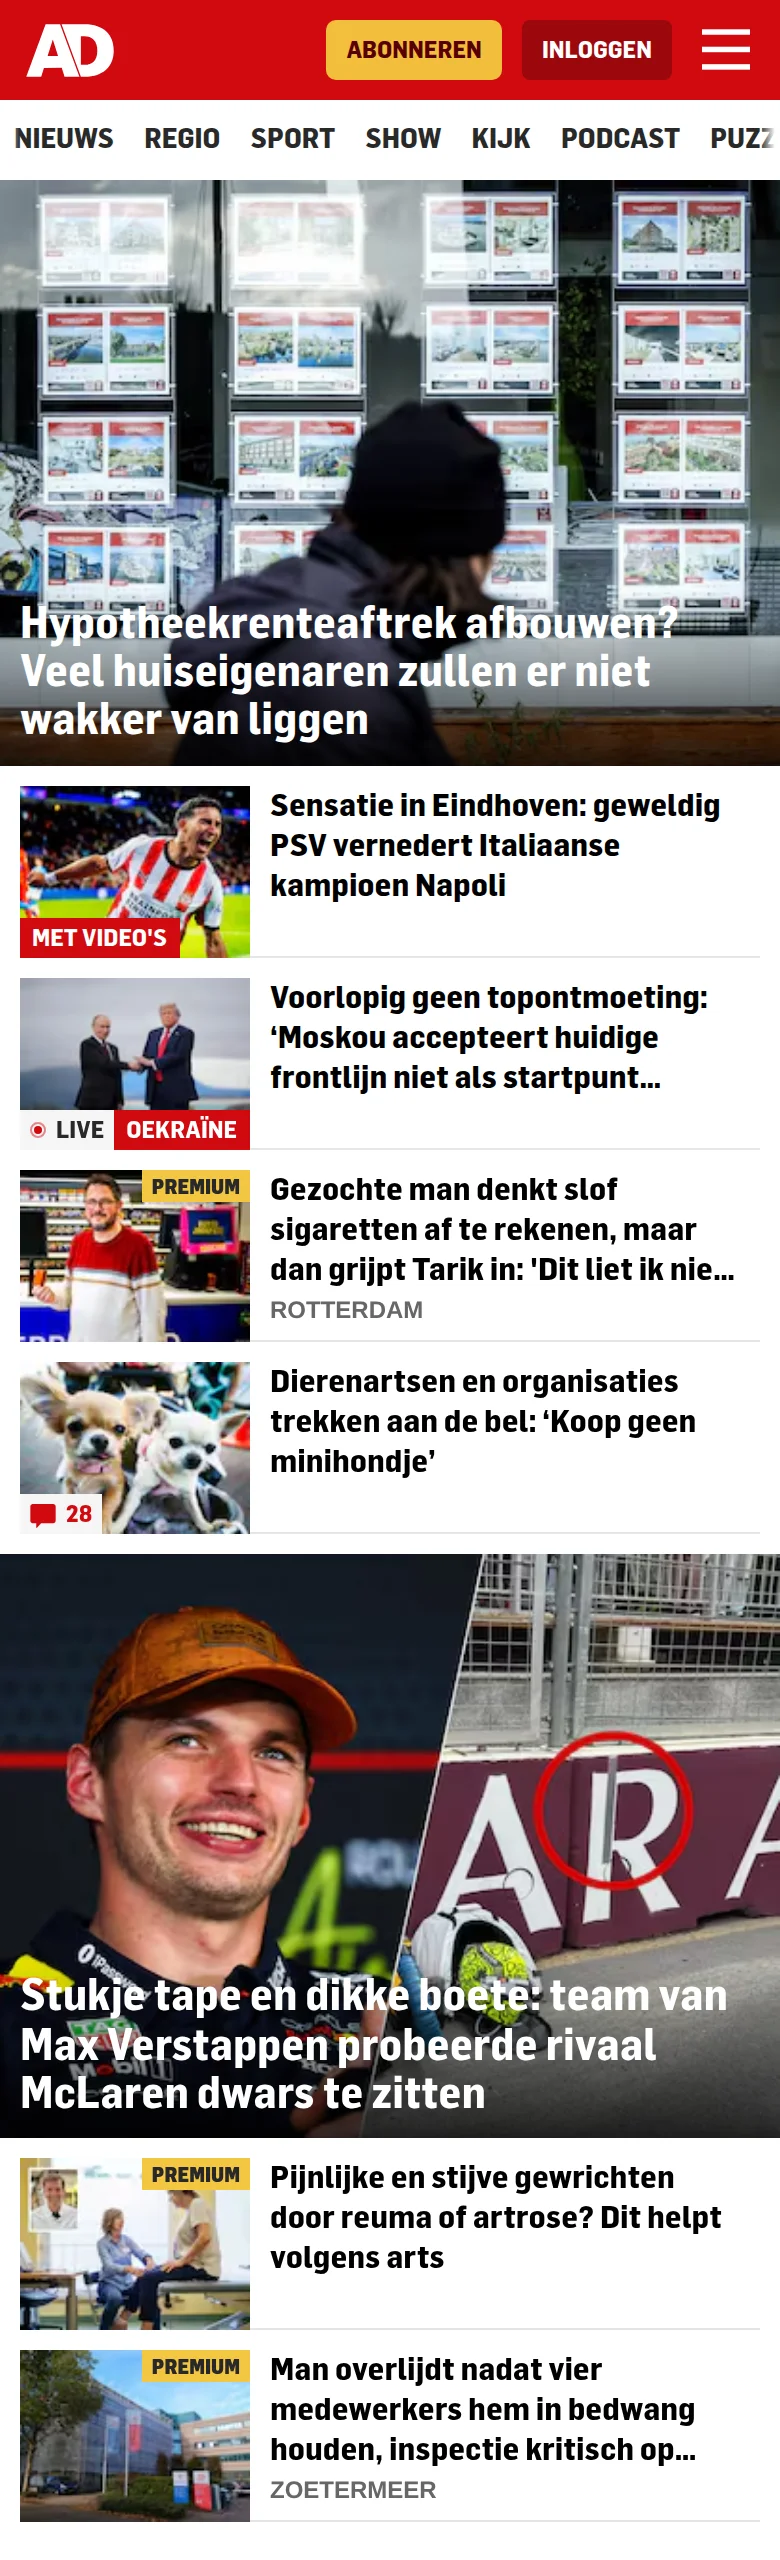 AD
ABONNEREN
INLOGGEN
NIEUWS REGIO SPORT SHOW KIJK PODCAST PUZZ
Hypotheekrenteaftrek afbouwen?
Veel huiseigenaren zullen er niet
wakker van liggen
Sensatie in Eindhoven: geweldig
PSV vernedert Italiaanse
kampioen Napoli
MET VIDEO'S
Voorlopig geen topontmoeting:
‘Moskou accepteert huidige
frontlijn niet als startpunt...
LIVE OEKRAÏNE
PREMIUM
Gezochte man denkt slof
sigaretten af te rekenen, maar
dan grijpt Tarik in: 'Dit liet ik nie...
ROTTERDAM
Dierenartsen en organisaties
trekken aan de bel: ‘Koop geen
minihondje’
28
AR
Stukje tape en dikke boete: team van
Max Verstappen probeerde rivaal
McLaren dwars te zitten
PREMIUM
Pijnlijke en stijve gewrichten
door reuma of artrose? Dit helpt
volgens arts
PREMIUM
Man overlijdt nadat vier
medewerkers hem in bedwang
houden, inspectie kritisch op...
ZOETERMEER